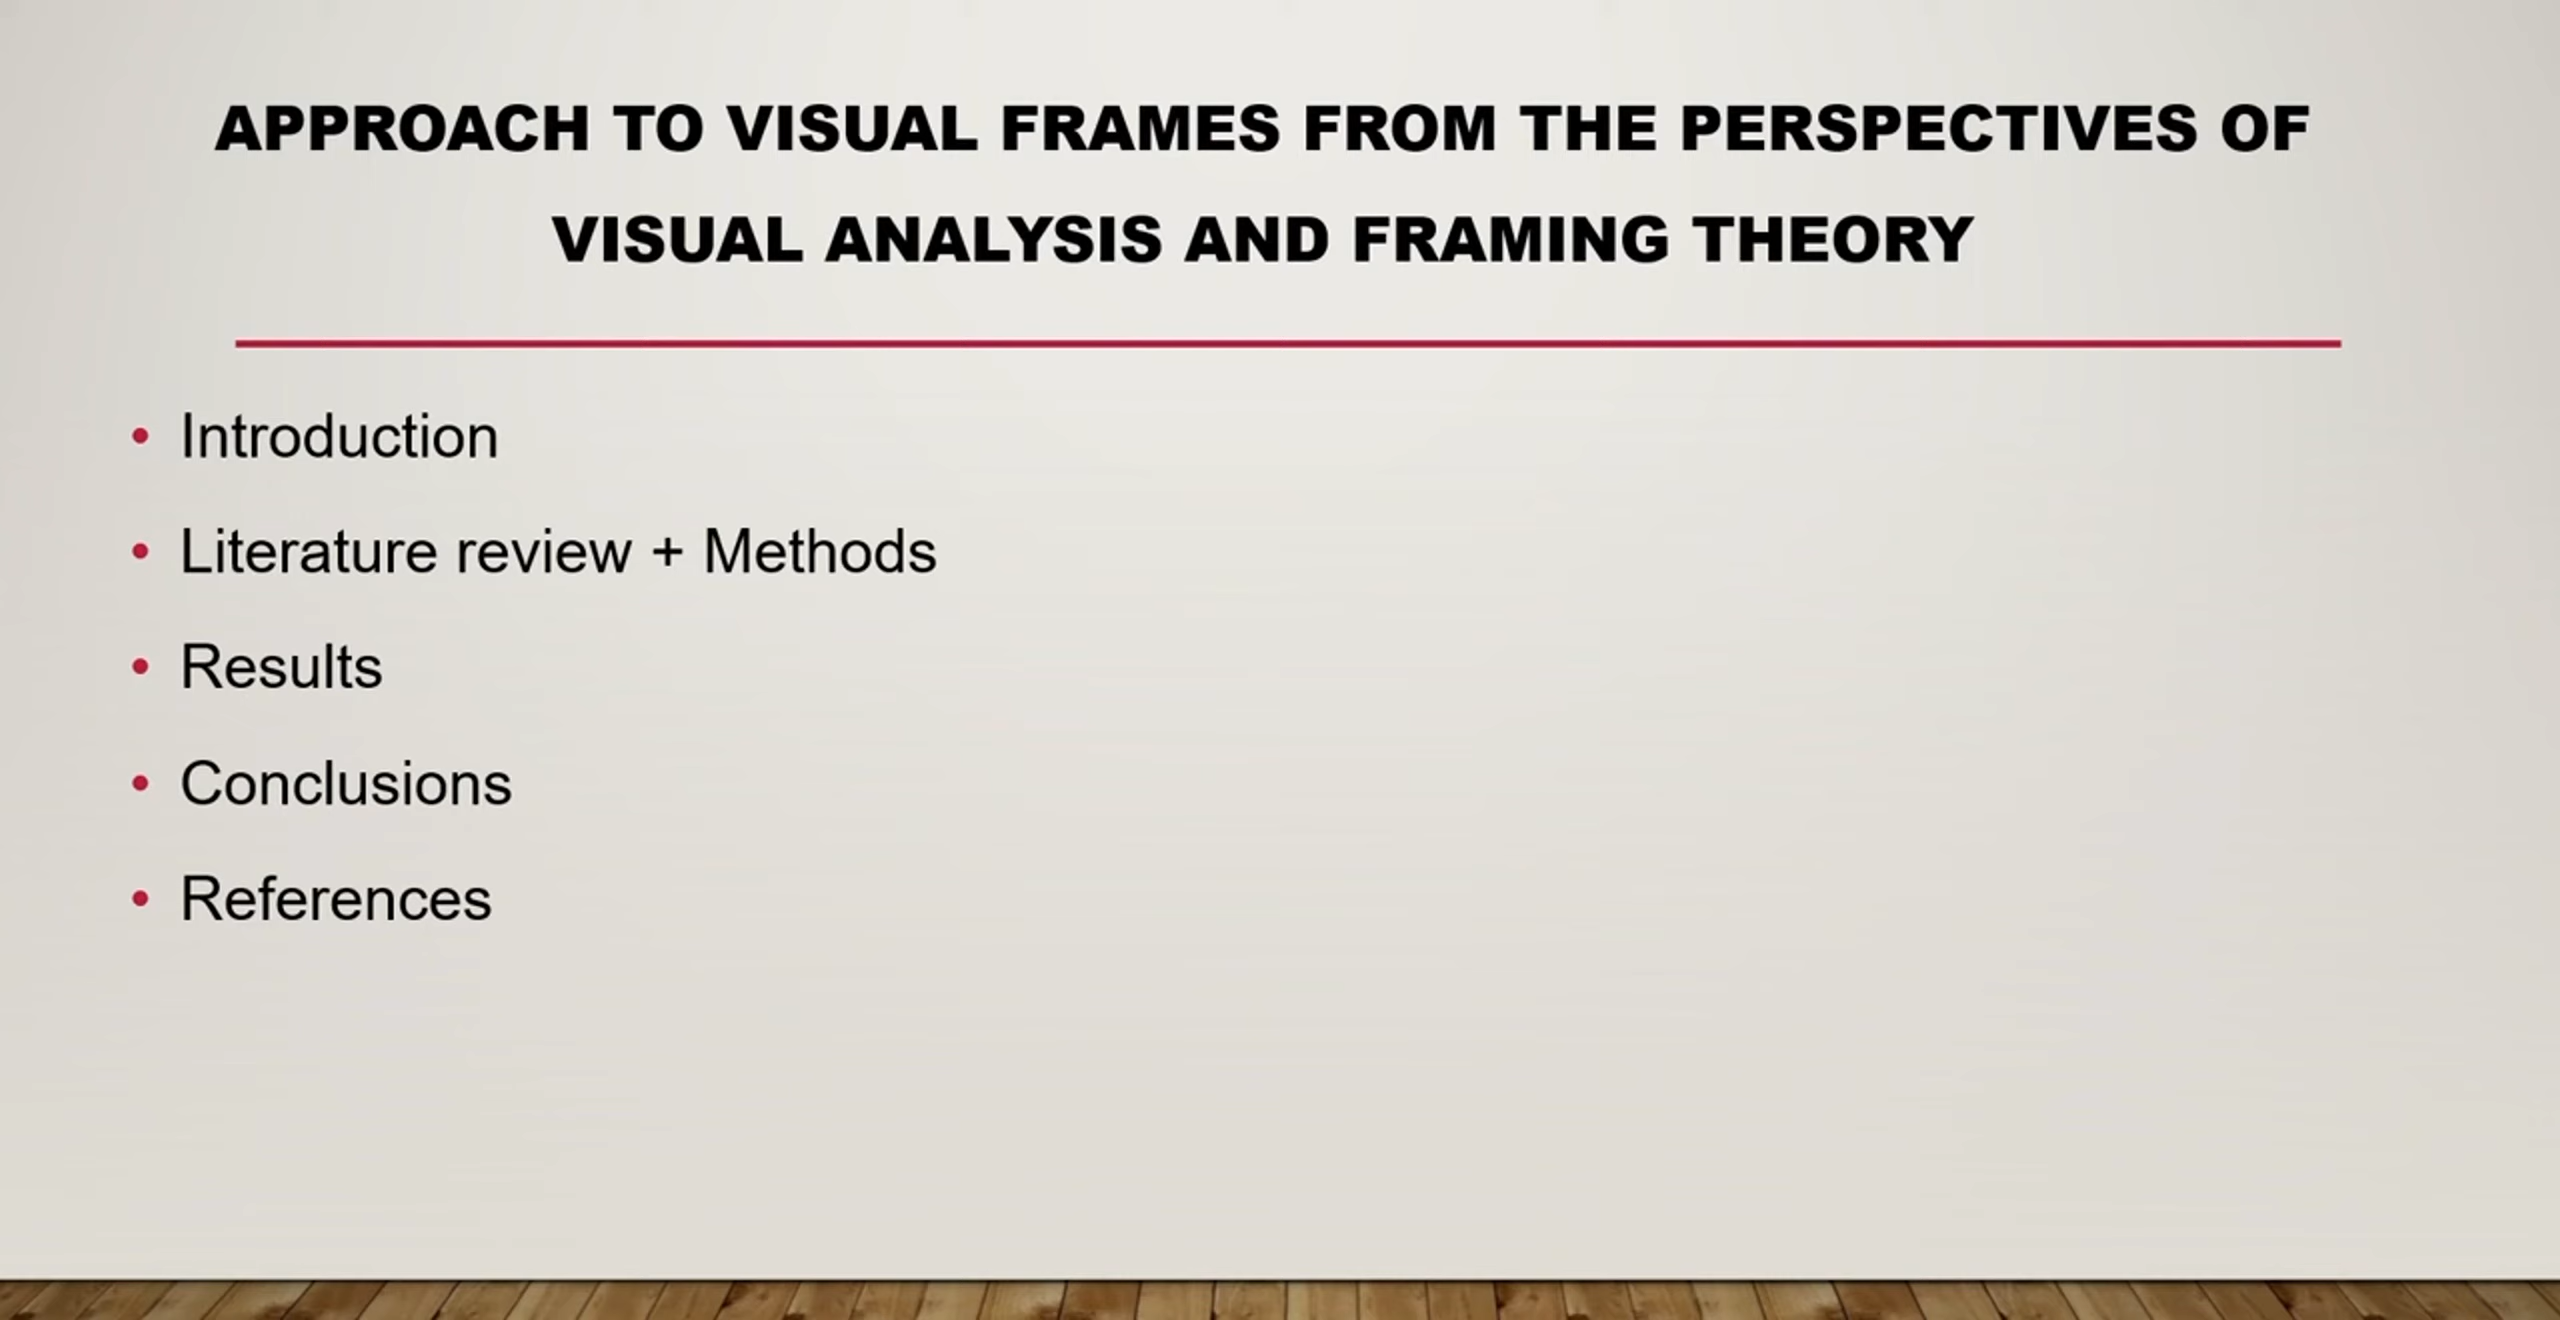 APPROACH TO VISUAL FRAMES FROM THE PERSPECTIVES OF
VISUAL ANALYSIS AND FRAMING THEORY
• Introduction
• Literature review + Methods
• Results
• Conclusions
• References